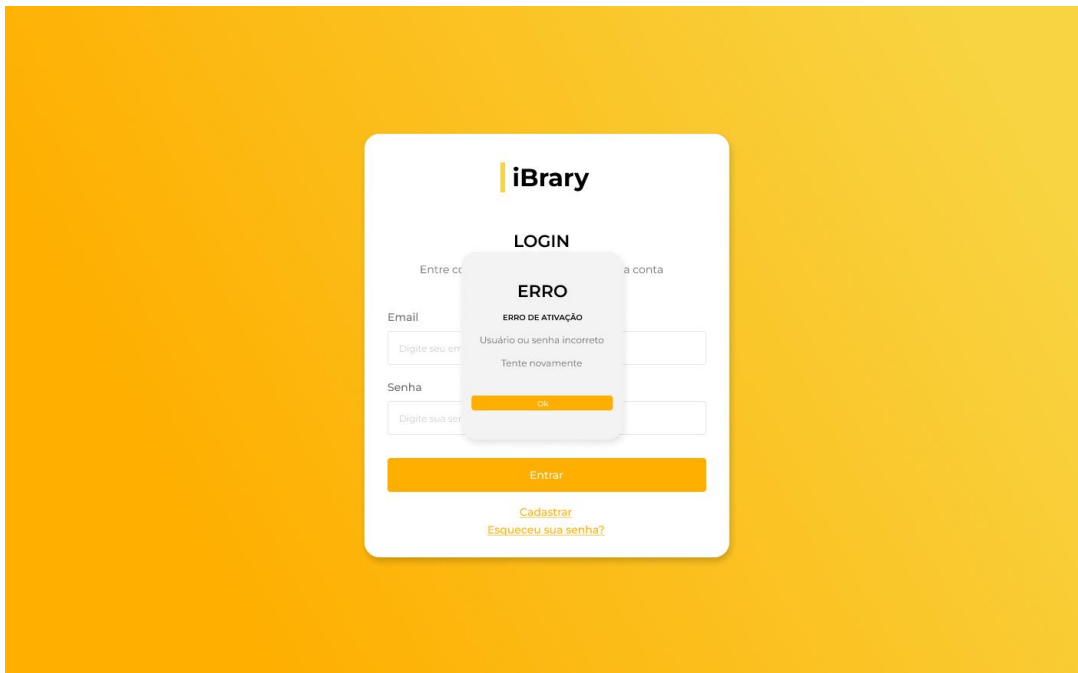 iBrary
LOGIN
Entre co a conta
ERRO
Email
ERRO DE ATIVAÇÃO
Usuário ou senha incorreto
Digite seu em
Tente novamente
Senha
Ok
Digite sua sen
Entrar
Cadastrar
Esqueceu sua senha?